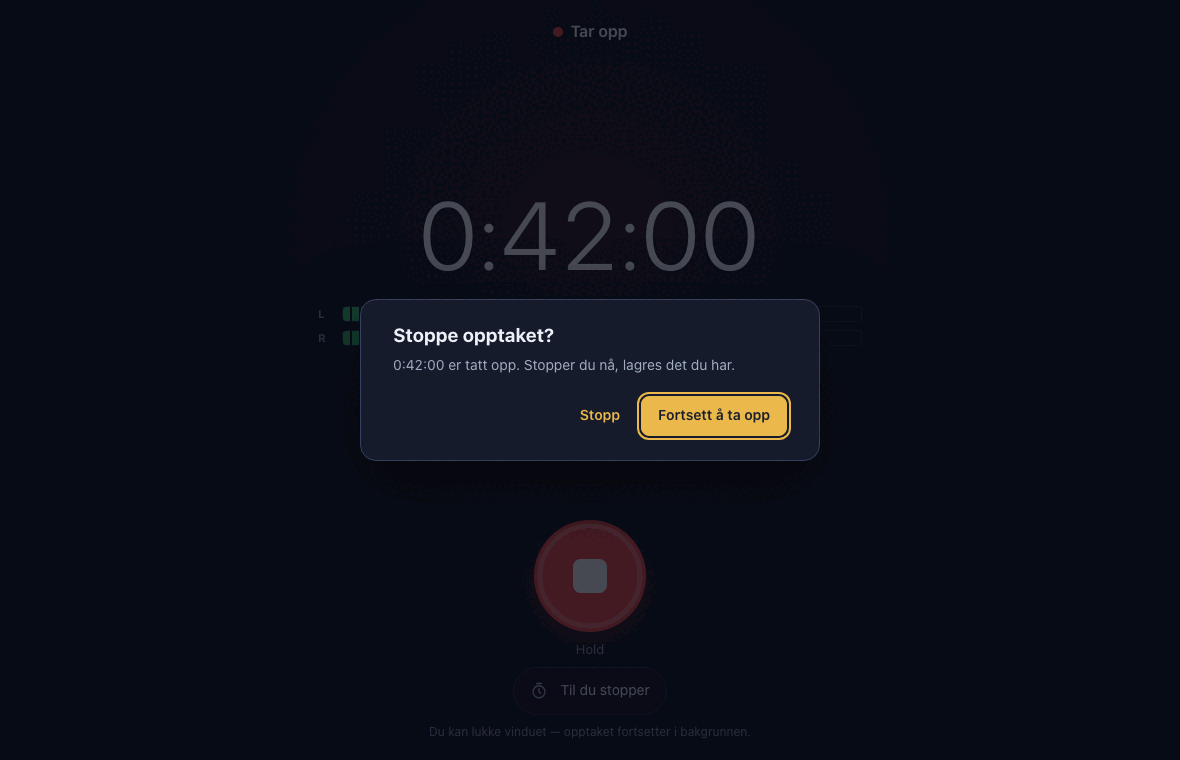 Tar opp
0:42:00
L
R
Stoppe opptaket?
0:42:00 er tatt opp. Stopper du nå, lagres det du har.
Stopp
Fortsett å ta opp
Hold
Til du stopper
Du kan lukke vinduet — opptaket fortsetter i bakgrunnen.